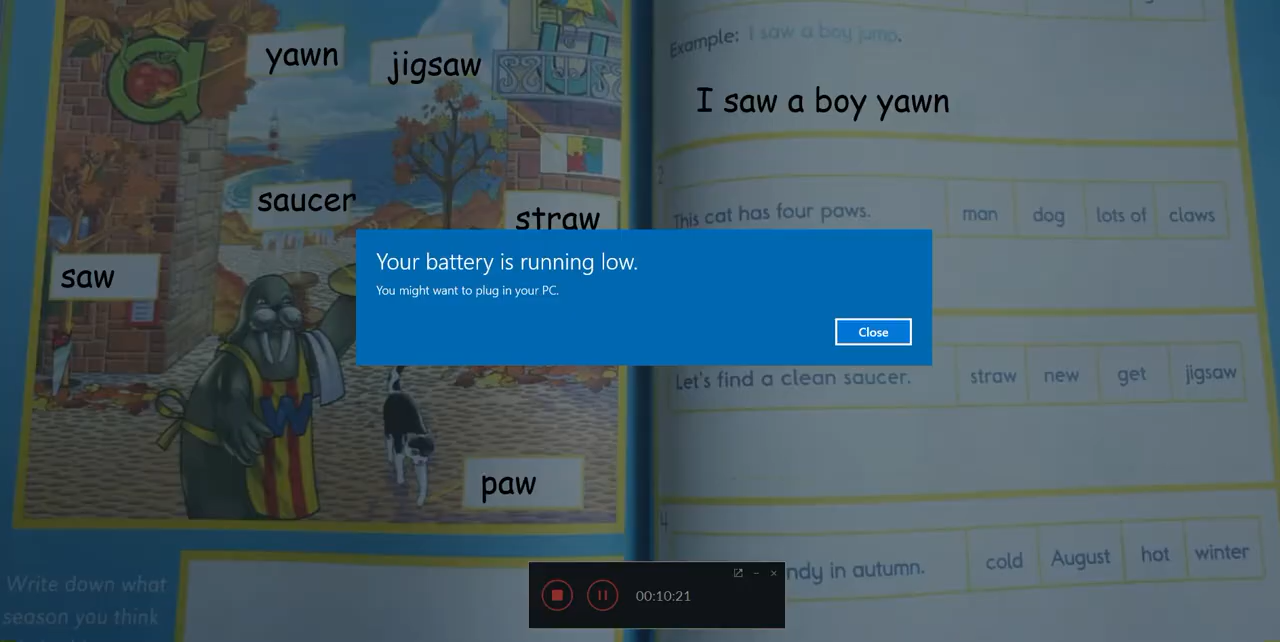 yawn
jigsaw
saucer
straw
saw
paw
W
Write down what
season you think
Example: I saw a boy jump.
I saw a boy yawn
2
This cat has four paws.
man
dog
lots of
claws
Your battery is running low.
You might want to plug in your PC.
Close
Let's find a clean saucer.
straw
new
get
jigsaw
4
ndy in autumn.
cold
August
hot
winter
00:10:21